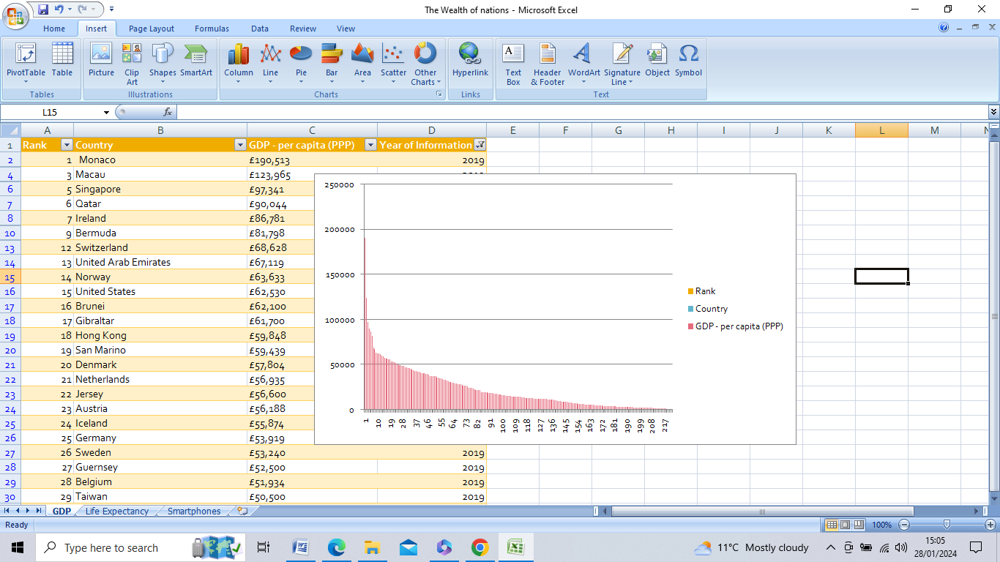 The Wealth of nations - Microsoft Excel
Home Insert Page Layout Formulas Data Review View
PivotTable Table Picture Clip Art Shapes SmartArt Column Line Pie Bar Area Scatter Other Charts Hyperlink Text Box Header & Footer WordArt Signature Line Object Symbol
Tables Illustrations Charts Links Text
L15 fx
A B C D E F G H I J K L M N
1 Rank Country GDP - per capita (PPP) Year of Information
2 1 Monaco £190,513 2019
4 3 Macau £123,965
6 5 Singapore £97,341
7 6 Qatar £90,044
8 7 Ireland £86,781
10 9 Bermuda £81,798
13 12 Switzerland £68,628
14 13 United Arab Emirates £67,119
15 14 Norway £63,633
16 15 United States £62,530
17 16 Brunei £62,100
18 17 Gibraltar £61,700
19 18 Hong Kong £59,848
20 19 San Marino £59,439
21 20 Denmark £57,804
22 21 Netherlands £56,935
23 22 Jersey £56,600
24 23 Austria £56,188
25 24 Iceland £55,874
26 25 Germany £53,919
27 26 Sweden £53,240 2019
28 27 Guernsey £52,500 2019
29 28 Belgium £51,934 2019
30 29 Taiwan £50,500 2019
250000
200000
150000
100000
50000
0
1 10 19 28 37 46 55 64 73 82 91 100 109 118 127 136 145 154 163 172 181 190 199 208 217
Rank
Country
GDP - per capita (PPP)
GDP Life Expectancy Smartphones
Ready 100%
Type here to search 11°C Mostly cloudy 15:05
28/01/2024